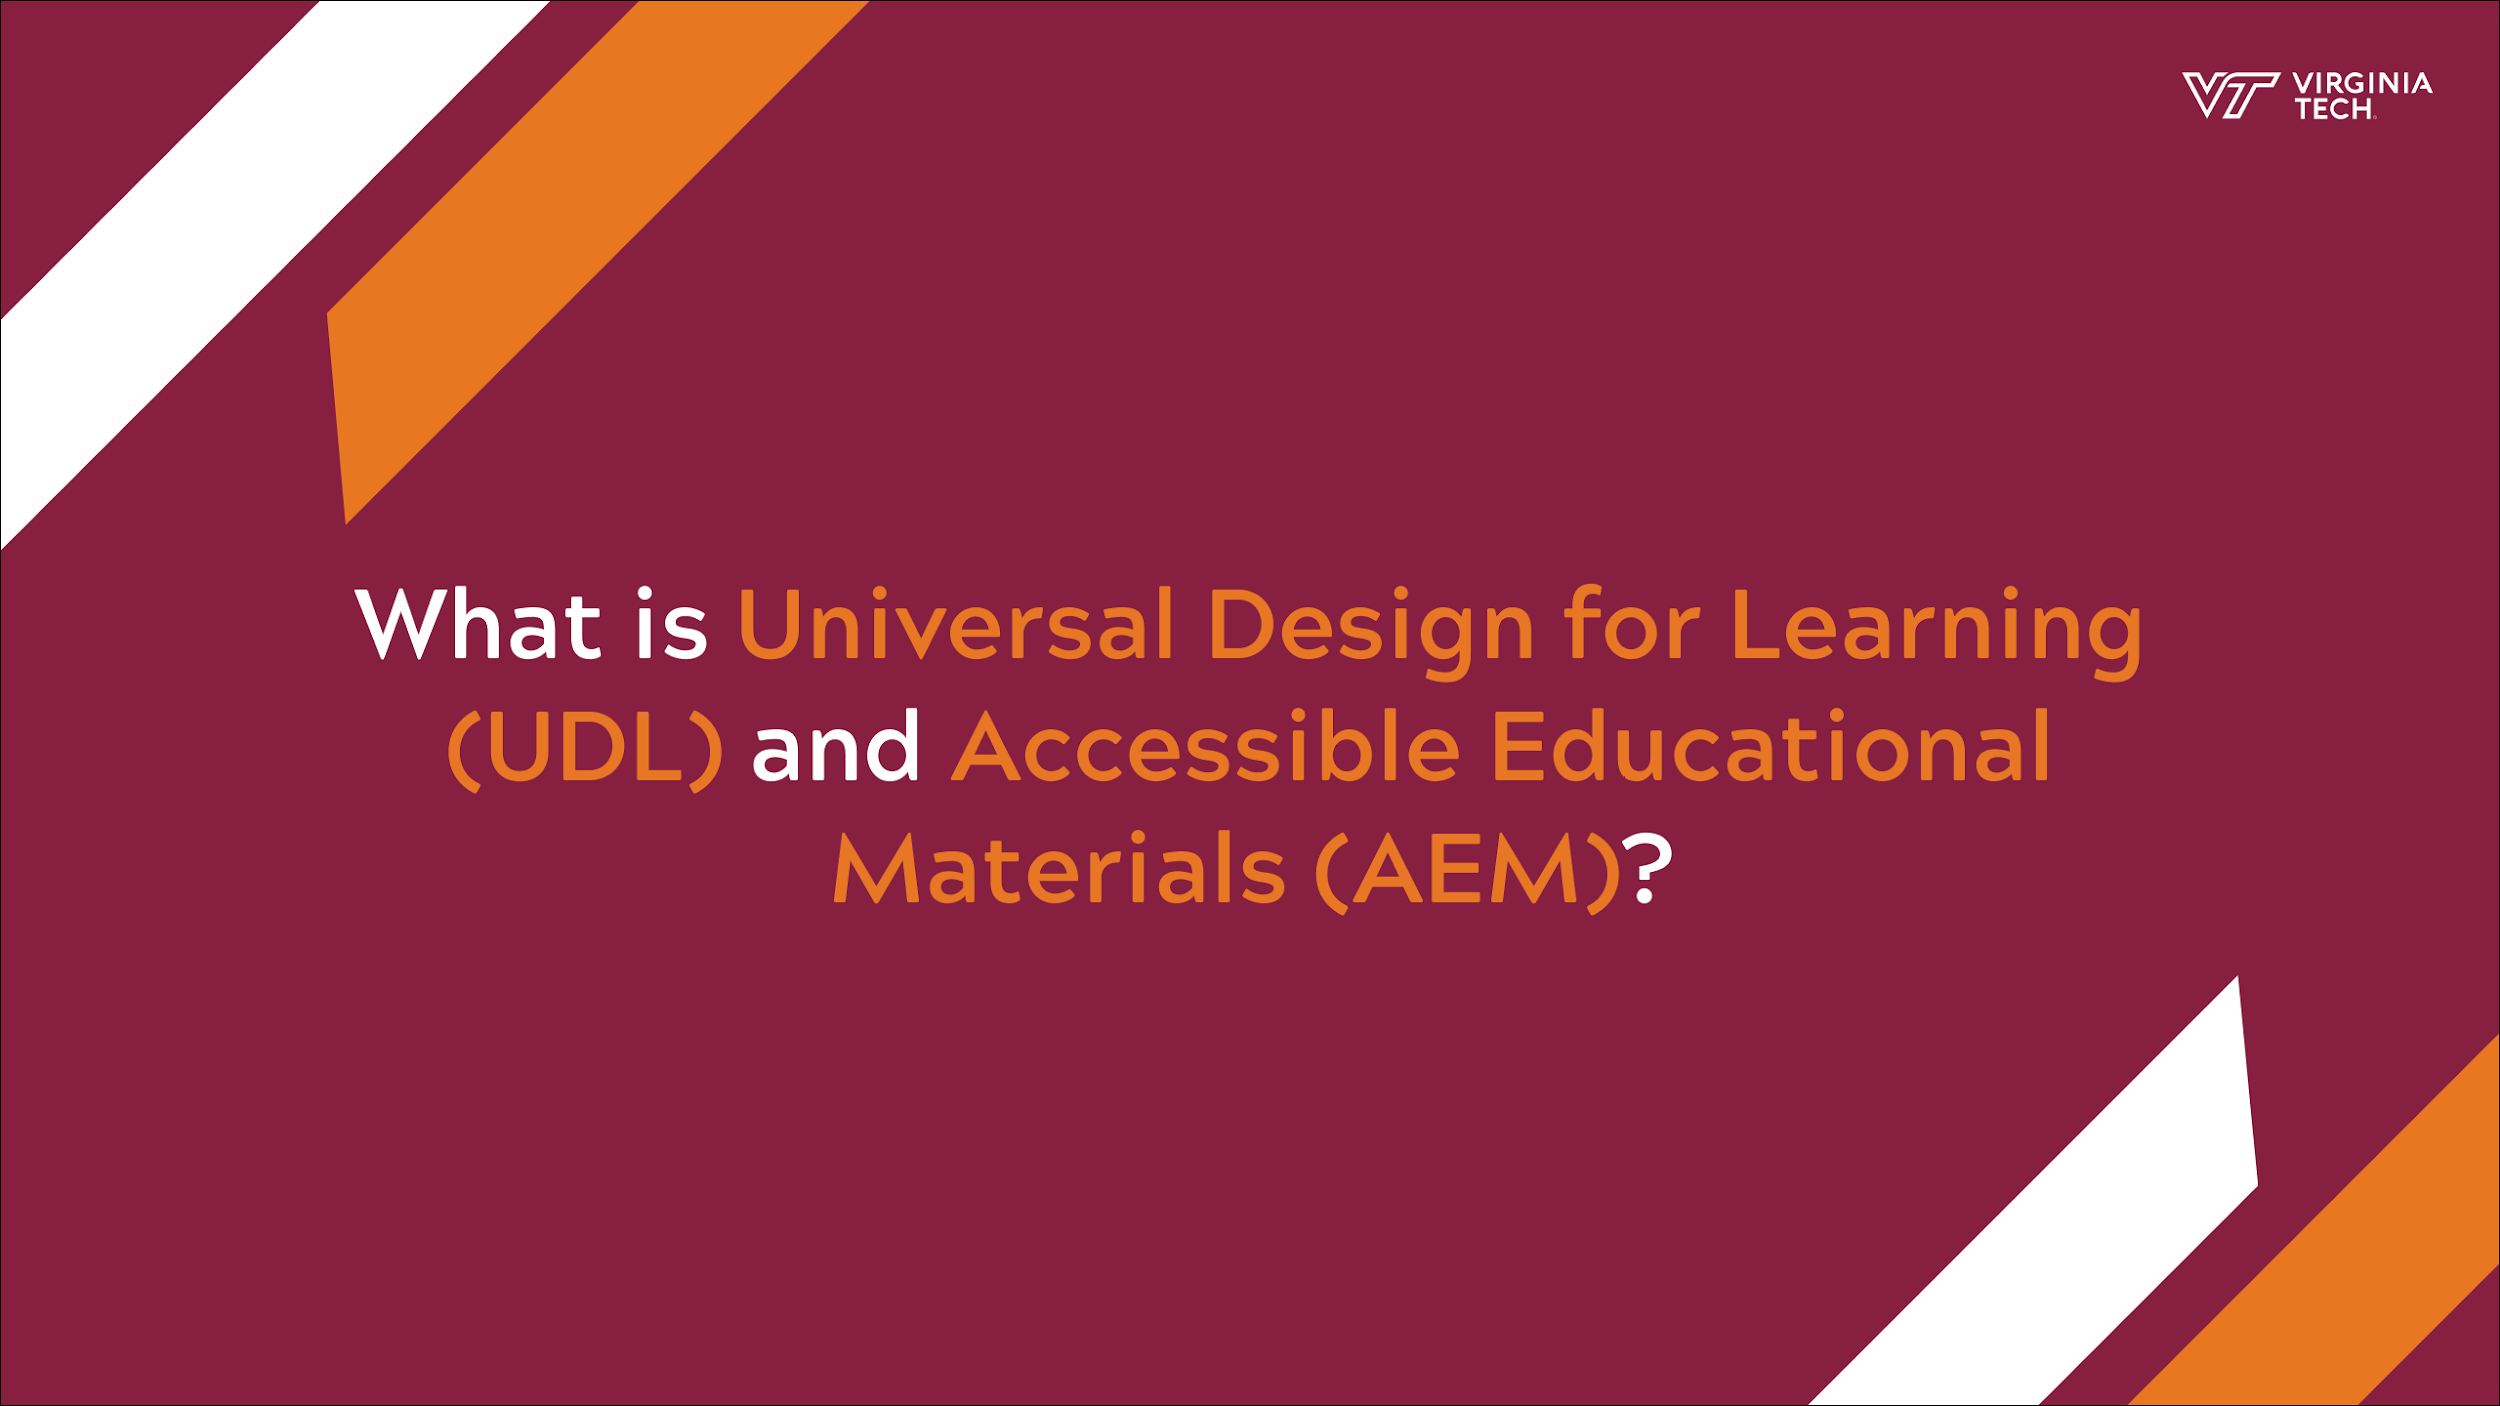 VIRGINIA
TECH
What is Universal Design for Learning
(UDL) and Accessible Educational
Materials (AEM)?